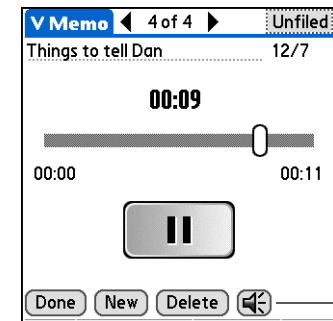 V Memo 4 of 4 Unfiled
Things to tell Dan 12/7
00:09
00:00 00:11
Done New Delete